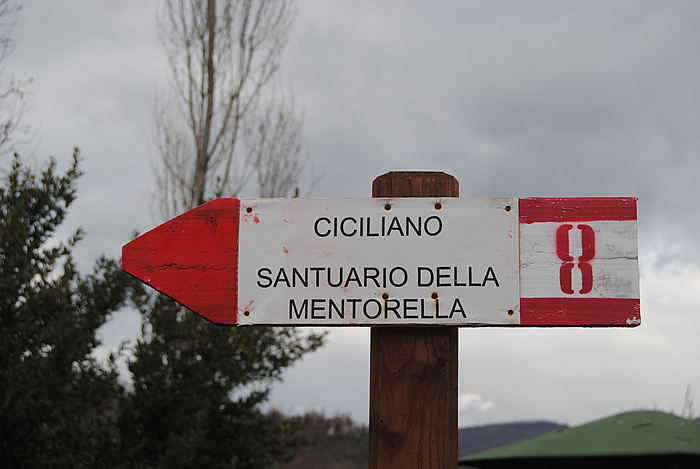 CICILIANO
SANTUARIO DELLA
MENTORELLA
8